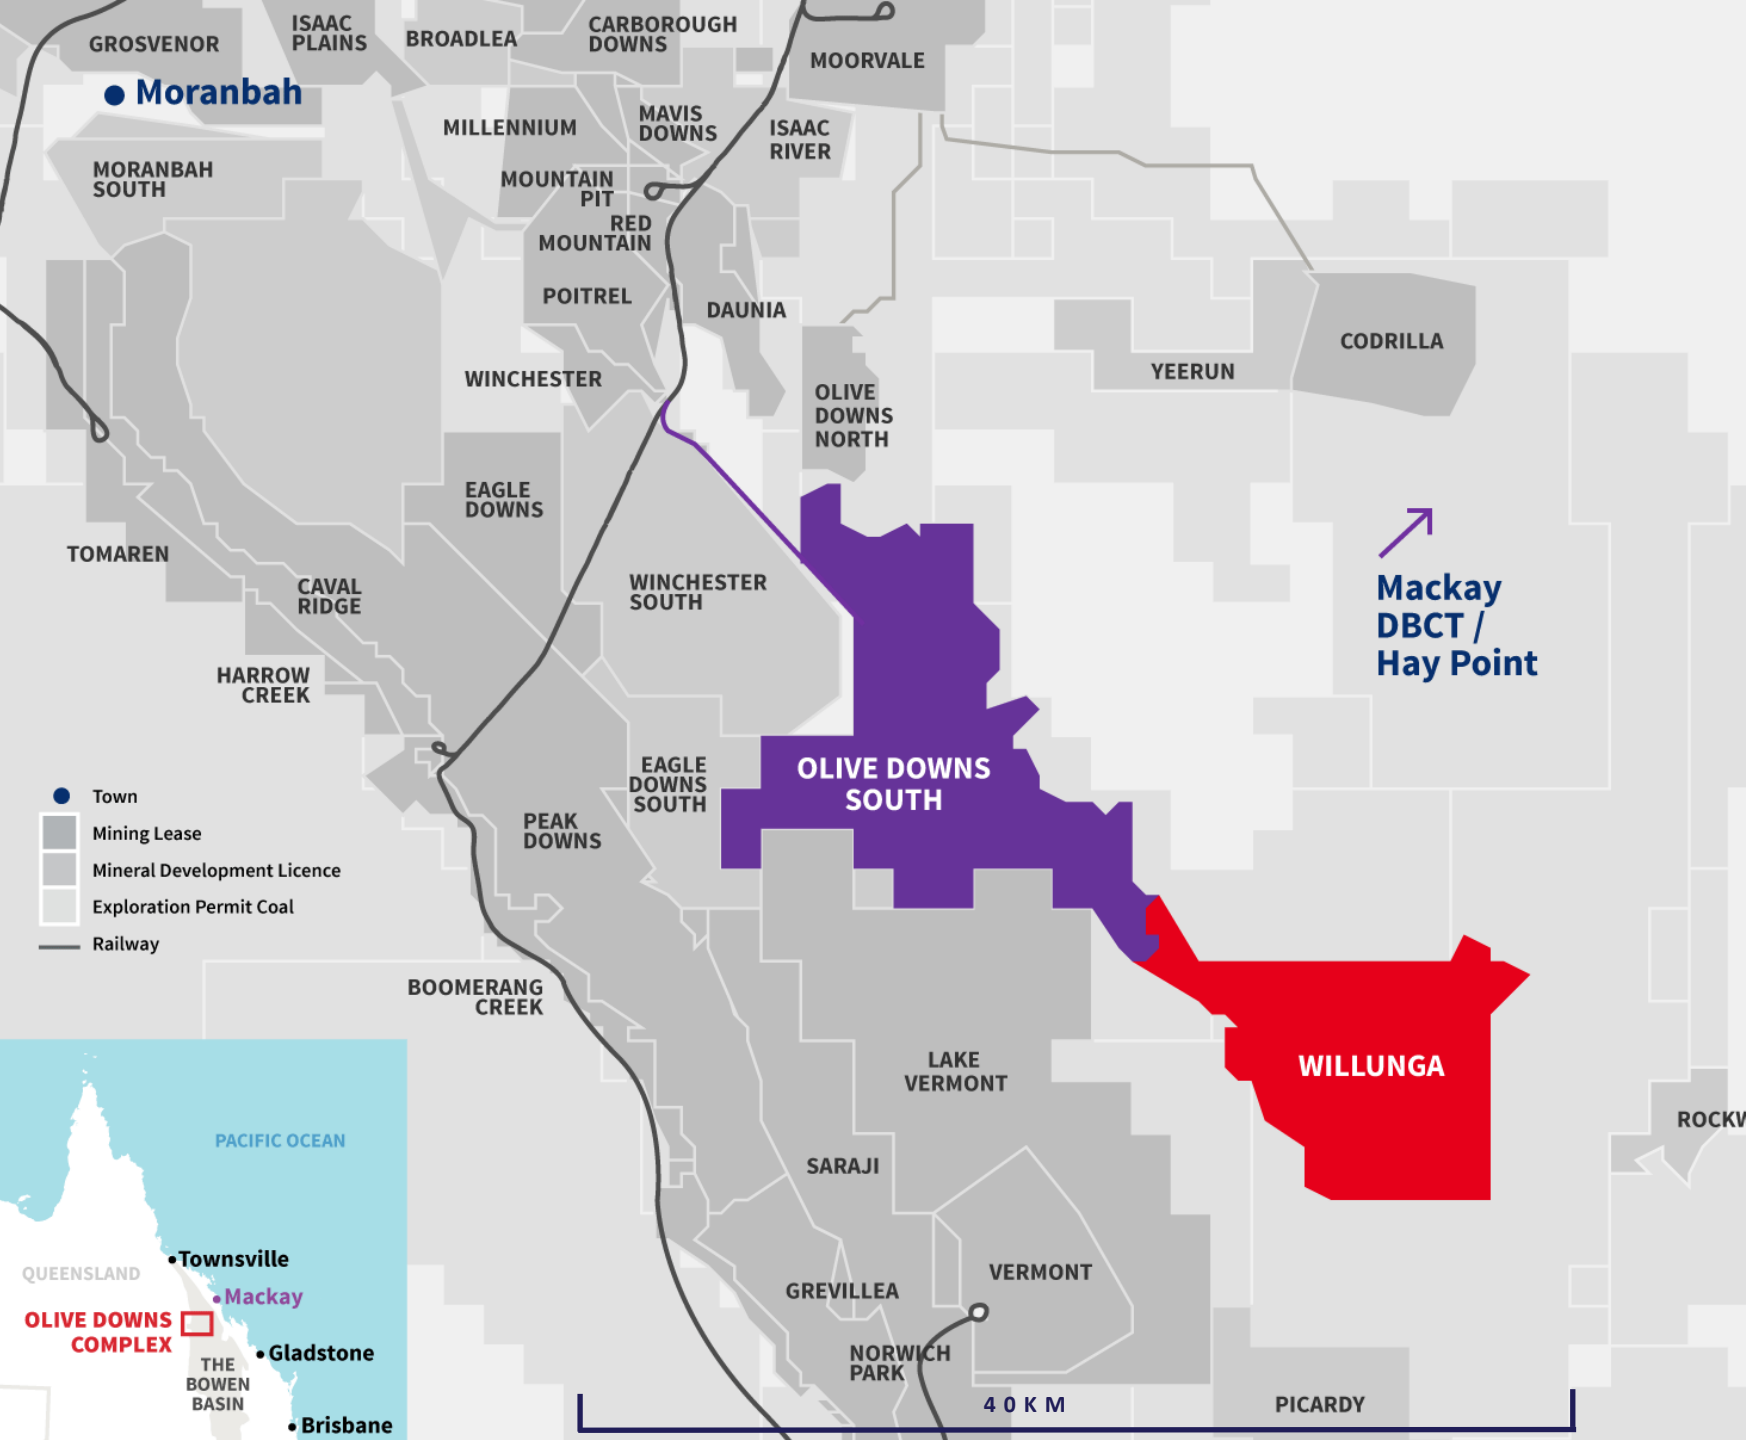 GROSVENOR
ISAAC
PLAINS
BROADLEA
CARBOROUGH
DOWNS
MOORVALE
Moranbah
MILLENNIUM
MAVIS
DOWNS
ISAAC
RIVER
MORANBAH
SOUTH
MOUNTAIN
PIT
RED
MOUNTAIN
POITREL
DAUNIA
CODRILLA
YEERUN
WINCHESTER
OLIVE
DOWNS
NORTH
EAGLE
DOWNS
TOMAREN
CAVAL
RIDGE
WINCHESTER
SOUTH
Mackay
DBCT /
Hay Point
HARROW
CREEK
EAGLE
DOWNS
SOUTH
OLIVE DOWNS
SOUTH
PEAK
DOWNS
Town
Mining Lease
Mineral Development Licence
Exploration Permit Coal
Railway
BOOMERANG
CREEK
LAKE
VERMONT
WILLUNGA
ROCKW
SARAJI
VERMONT
GREVILLEA
NORWICH
PARK
40KM
PICARDY
PACIFIC OCEAN
Townsville
QUEENSLAND
Mackay
OLIVE DOWNS
COMPLEX
Gladstone
THE
BOWEN
BASIN
Brisbane